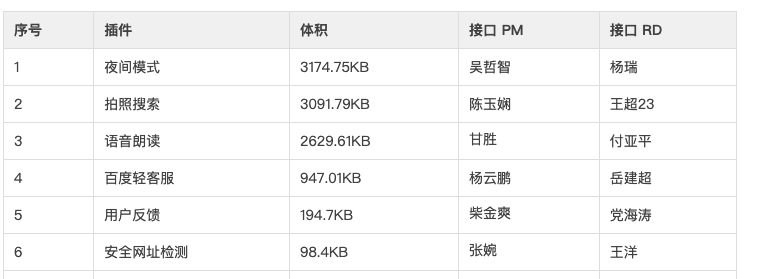 序号 插件 体积 接口 PM 接口 RD
1 夜间模式 3174.75KB 吴哲智 杨瑞
2 拍照搜索 3091.79KB 陈玉娴 王超23
3 语音朗读 2629.61KB 甘胜 付亚平
4 百度轻客服 947.01KB 杨云鹏 岳建超
5 用户反馈 194.7KB 柴金爽 党海涛
6 安全网址检测 98.4KB 张婉 王洋